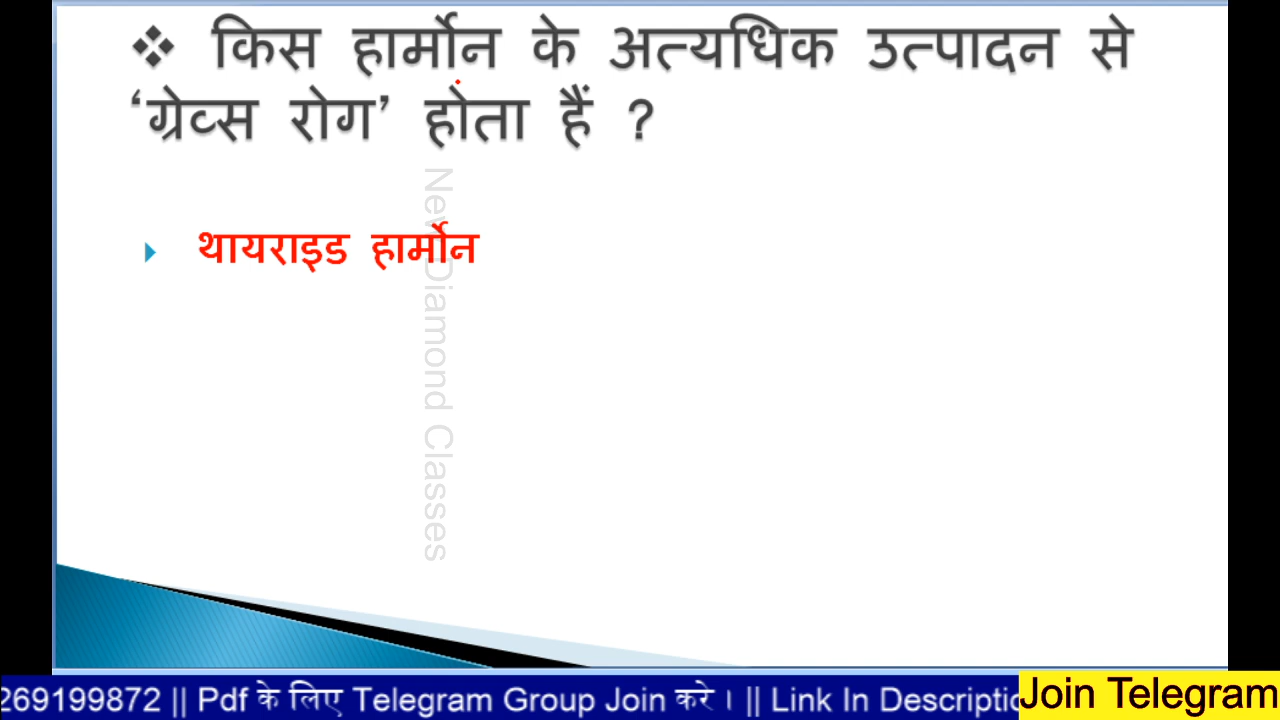 ❖ किस हार्मोन के अत्यधिक उत्पादन से
‘ग्रेव्स रोग’ होता हैं ?
थायराइड हार्मोन
New Diamond Classes
269199872 || Pdf के लिए Telegram Group Join करे । || Link In Descriptio
Join Telegram